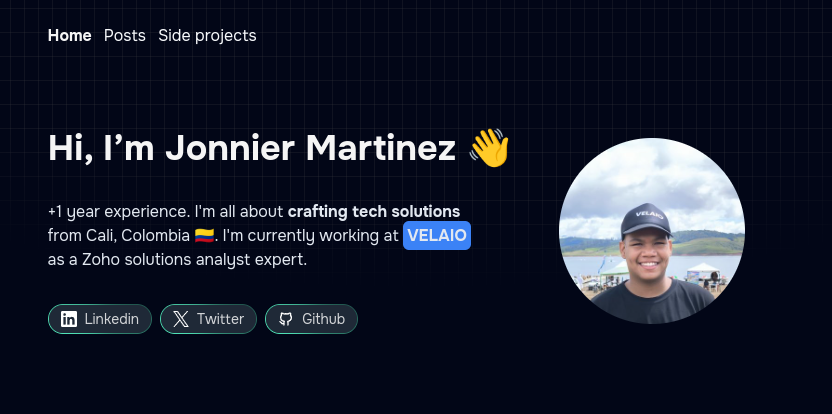 Home Posts Side projects
Hi, I’m Jonnier Martinez 👋
+1 year experience. I'm all about crafting tech solutions
from Cali, Colombia 🇨🇴. I'm currently working at VELAIO
as a Zoho solutions analyst expert.
VELAIO
Linkedin Twitter Github